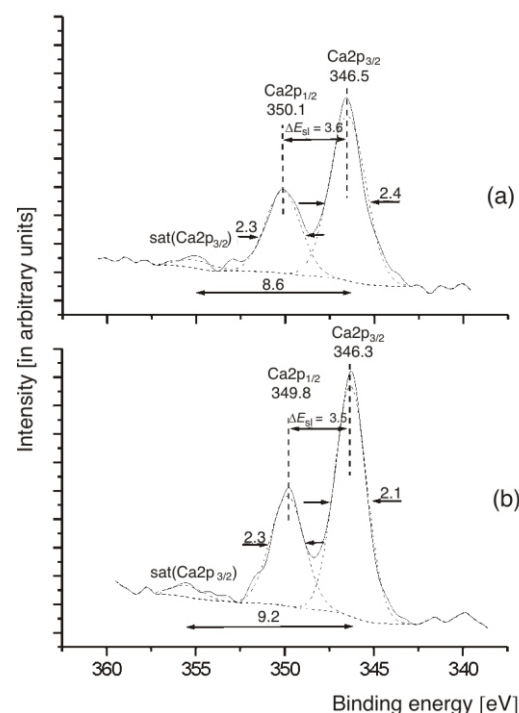 Ca2p3/2
346.5
Ca2p1/2
350.1
ΔEsl = 3.6
(a)
2.4
2.3
sat(Ca2p3/2)
8.6
Ca2p3/2
346.3
Ca2p1/2
349.8
ΔEsl = 3.5
(b)
2.1
2.3
sat(Ca2p3/2)
9.2
360 355 350 345 340
Binding energy [eV]
Intensity [in arbitrary units]